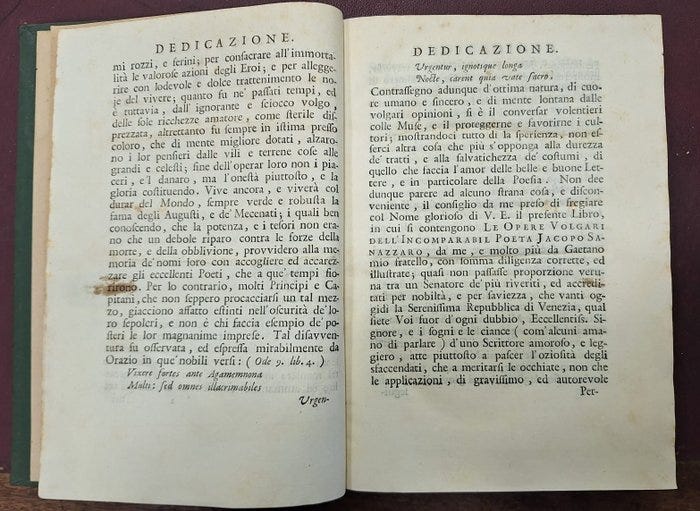 DEDICAZIONE.
mi rozzi, e ferini; per consacrare all'immorta-
lità le valorose azioni degli Eroi; e per allegge-
rire con lodevole e dolce trattenimento le no-
je del vivere; quanto fu ne' passati tempi, ed
è tuttavia, dall'ignorante e sciocco volgo,
delle sole ricchezze amatore, come sterile dis-
prezzata, altrettanto fu sempre in istima presso
coloro, che di mente migliore dotati, alzaro-
no i lor pensieri dalle vili e terrene cose alle
grandi e celesti; fine dell'operar loro non i pia-
ceri, e'l danaro, ma l'onestà piuttosto, e la
gloria costituendo. Vive ancora, e viverà col
durar del Mondo, sempre verde e robusta la
fama degli Augusti, e de' Mecenati; i quali ben
conoscendo, che la potenza, e i tesori non eran-
o che un debole riparo contra le forze della
morte, e della obblivione, provvidero alla me-
moria de' nomi loro con accogliere ed accarez-
zare gli eccellenti Poeti, che a que' tempi fio-
rirono. Per lo contrario, molti Principi e Ca-
pitani, che non seppero procacciarsi un tal mez-
zo, giacciono affatto estinti nell'oscurità de' lo-
ro sepolcri, e non è chi faccia esempio de' po-
steri le lor magnanime imprese. Tal disavven-
tura fu osservata, ed espressa mirabilmente da
Orazio in que' nobili versi: ( Ode 9. lib. 4. )
Vixere fortes ante Agamemnona
Multi: sed omnes illacrimabiles
Urgen-
DEDICAZIONE.
Urgentur, ignotique longa
Nocte, carent quia vate sacro.
Contrassegno adunque d'ottima natura, di cuo-
re umano e sincero, e di mente lontana dalle
volgari opinioni, si è il conversar volentieri
colle Muse, e il proteggerne e favorirne i cul-
tori; mostrandoci tutto dì la sperienza, non es-
serci altra cosa che più s'opponga alla durezza
de' tratti, e alla salvatichezza de' costumi, di
quello che faccia l'amor delle belle e buone Let-
tere, e in particolare della Poesia. Non dee
dunque parere ad alcuno strana cosa, e discon-
veniente, il consiglio da me preso di fregiare
col Nome glorioso di V. E. il presente Libro,
in cui si contengono LE OPERE VOLGARI
DELL'INCOMPARABIL POETA JACOPO SA-
NAZZARO, da me, e molto più da Gaetano
mio fratello, con somma diligenza corrette, ed
illustrate; quasi non passasse proporzione veru-
na tra un Senatore de' più riveriti, ed accredi-
tati per nobiltà, e per saviezza, che vanti og-
gidì la Serenissima Repubblica di Venezia, qual
siete Voi fuor d'ogni dubbio, Eccellentiss. Si-
gnore, e i sogni e le ciance ( com'alcuni ama-
no di parlare ) d'uno Scrittore amoroso, e leg-
giero, atte piuttosto a pascer l'oziosità degli
sfaccendati, che a meritarsi le occhiate, non che
le applicazioni, di gravissimo, ed autorevole
Per-